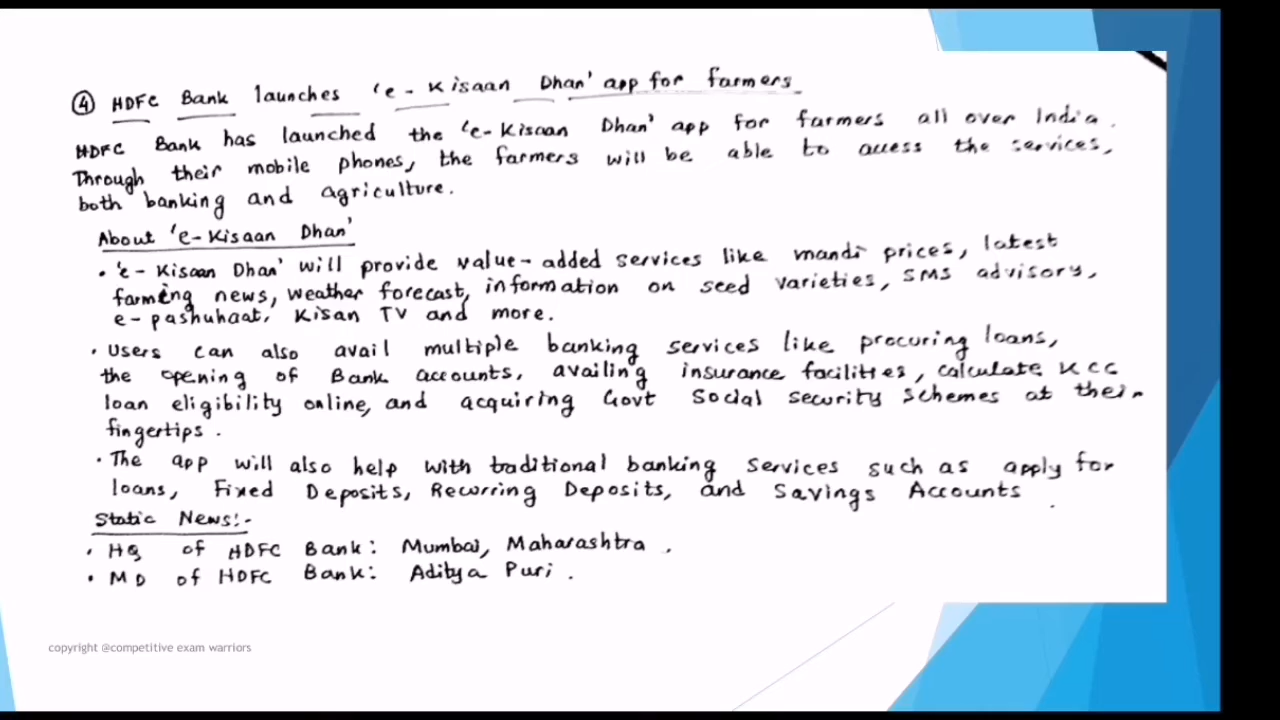 ④ HDFC Bank launches 'e-Kisaan Dhan' app for farmers
HDFC Bank has launched the 'e-Kisaan Dhan' app for farmers all over India.
Through their mobile phones, the farmers will be able to access the services,
both banking and agriculture.
About 'e-Kisaan Dhan'
• 'e-Kisaan Dhan' will provide value-added services like mandi prices, latest
farming news, weather forecast, information on seed varieties, SMS advisory,
e-pashuhaat, Kisan TV and more.
• Users can also avail multiple banking services like procuring loans,
the opening of Bank accounts, availing insurance facilities, calculate KCC
loan eligibility online, and acquiring Govt Social security Schemes at their
fingertips.
• The app will also help with traditional banking services such as apply for
loans, Fixed Deposits, Recurring Deposits, and Savings Accounts.
Static News:-
• HQ of HDFC Bank: Mumbai, Maharashtra.
• MD of HDFC Bank: Aditya Puri.
copyright @competitive exam warriors